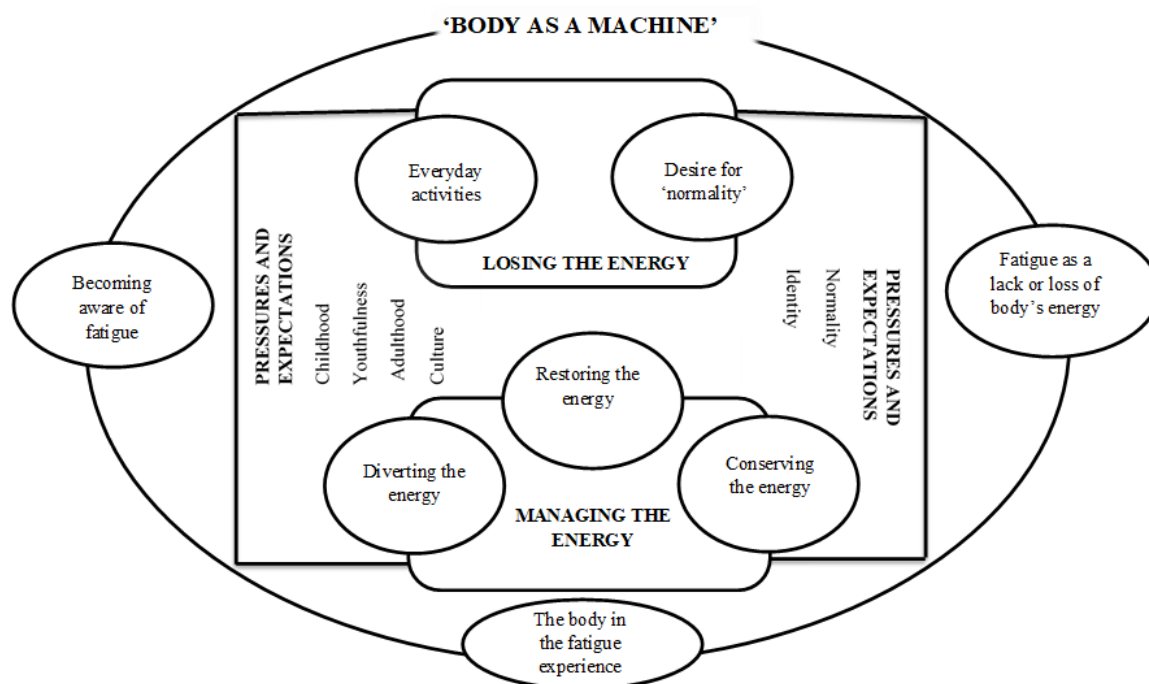 ‘BODY AS A MACHINE’
Everyday
activities
Desire for
‘normality’
LOSING THE ENERGY
Becoming
aware of
fatigue
PRESSURES AND
EXPECTATIONS
Childhood
Youthfulness
Adulthood
Culture
Identity
Normality
PRESSURES AND
EXPECTATIONS
Fatigue as a
lack or loss of
body’s energy
Restoring the
energy
Diverting the
energy
Conserving
the energy
MANAGING THE
ENERGY
The body in
the fatigue
experience